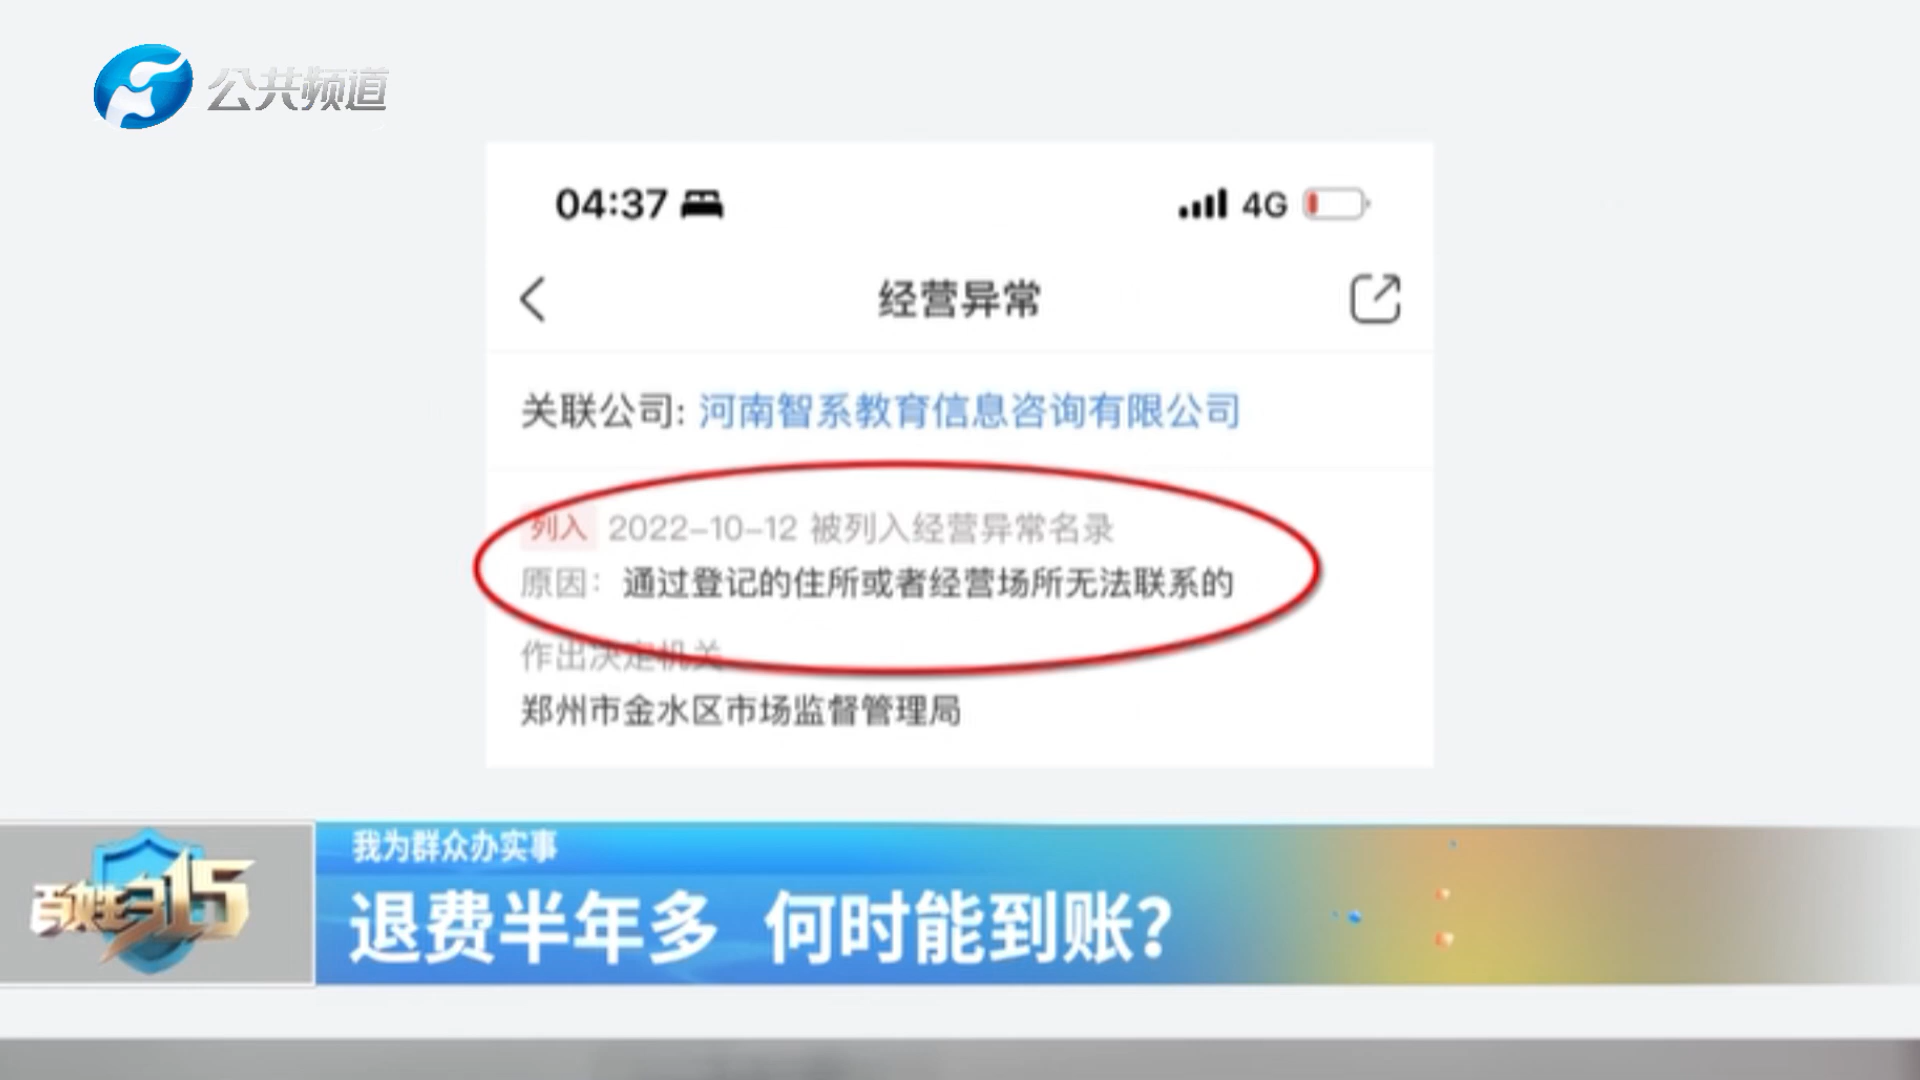 公共频道
04:37
4G
经营异常
关联公司: 河南智系教育信息咨询有限公司
列入 2022-10-12 被列入经营异常名录
原因: 通过登记的住所或者经营场所无法联系的
作出决定机关
郑州市金水区市场监督管理局
我为群众办实事
百姓315
退费半年多 何时能到账?